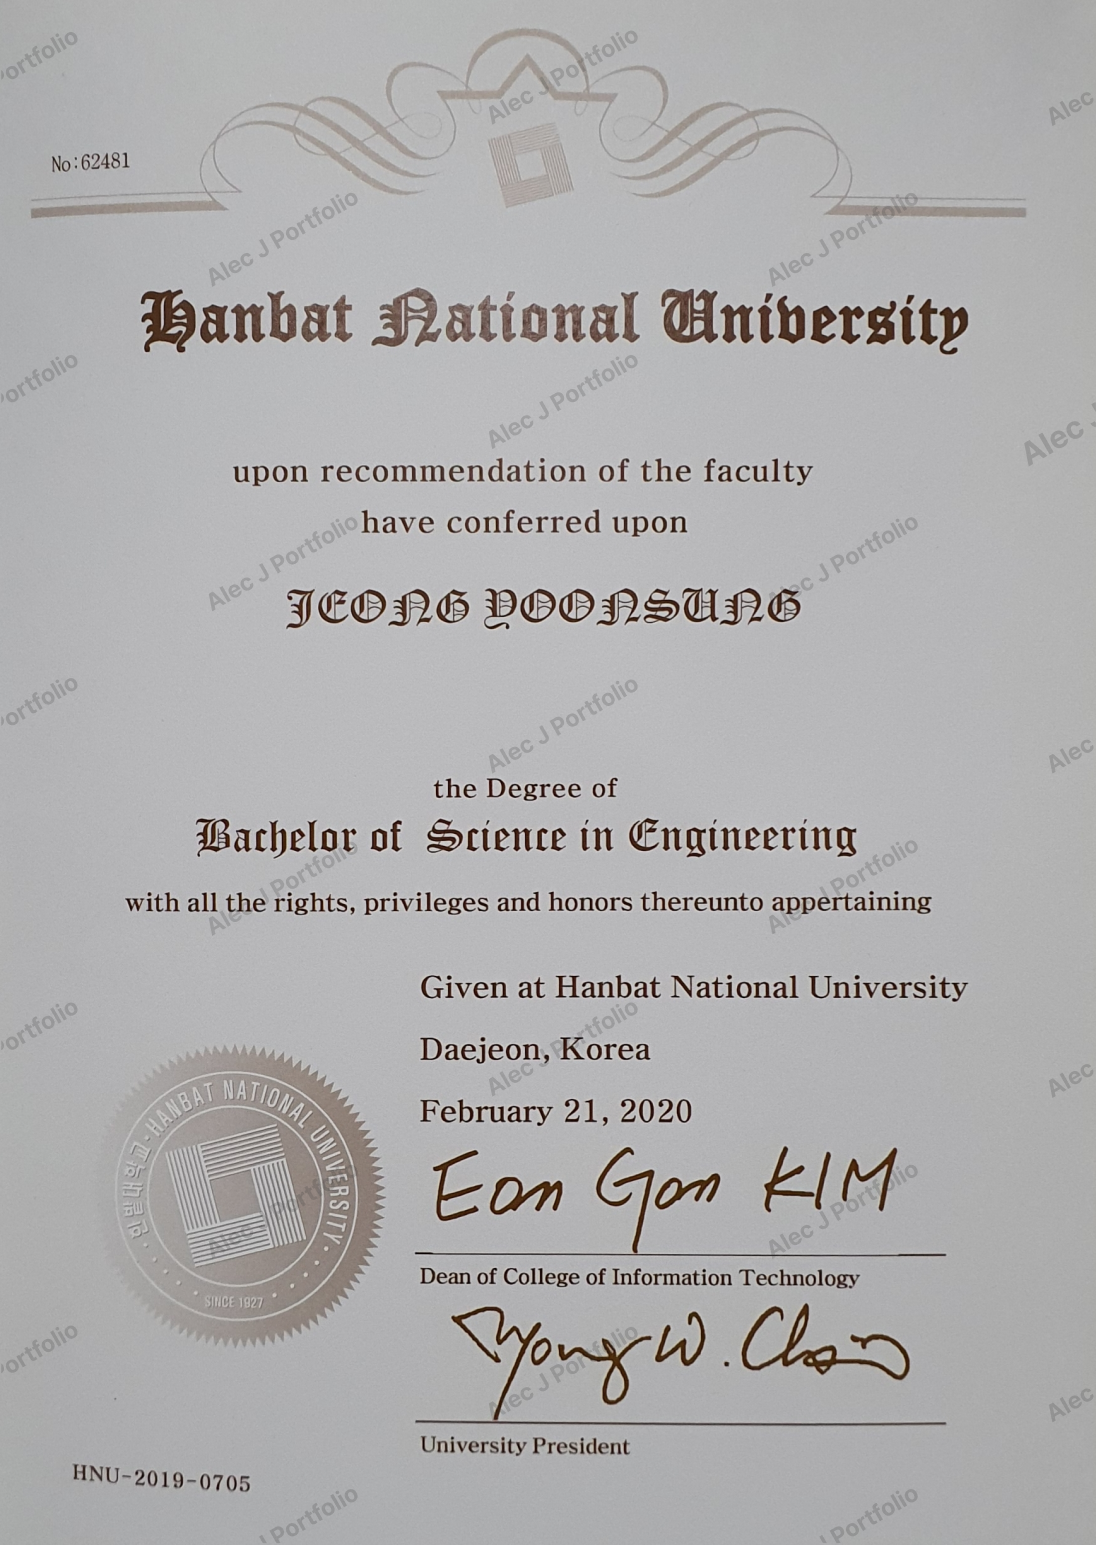 No:62481
Hanbat National University
upon recommendation of the faculty
have conferred upon
JEONG YOONSUNG
the Degree of
Bachelor of Science in Engineering
with all the rights, privileges and honors thereunto appertaining
Given at Hanbat National University
Daejeon, Korea
February 21, 2020
Eon Gon KIM
Dean of College of Information Technology
University President
한밭대학교·HANBAT NATIONAL UNIVERSITY·
SINCE 1927
HNU-2019-0705
Alec J Portfolio